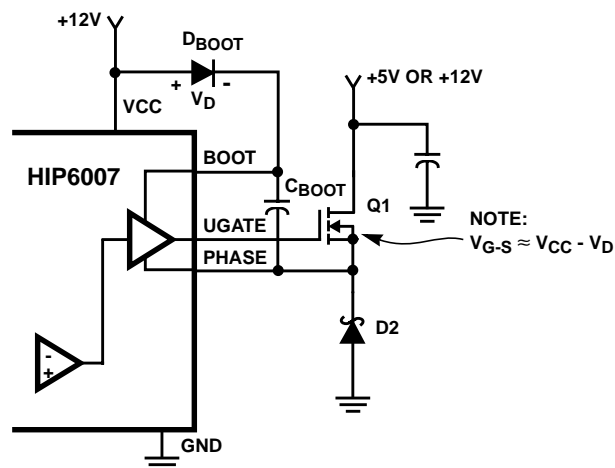 +12V
DBOOT
+ VD -
+5V OR +12V
VCC
BOOT
HIP6007
CBOOT
Q1
UGATE
NOTE:
VG-S ≈ VCC - VD
PHASE
D2
-
+
GND